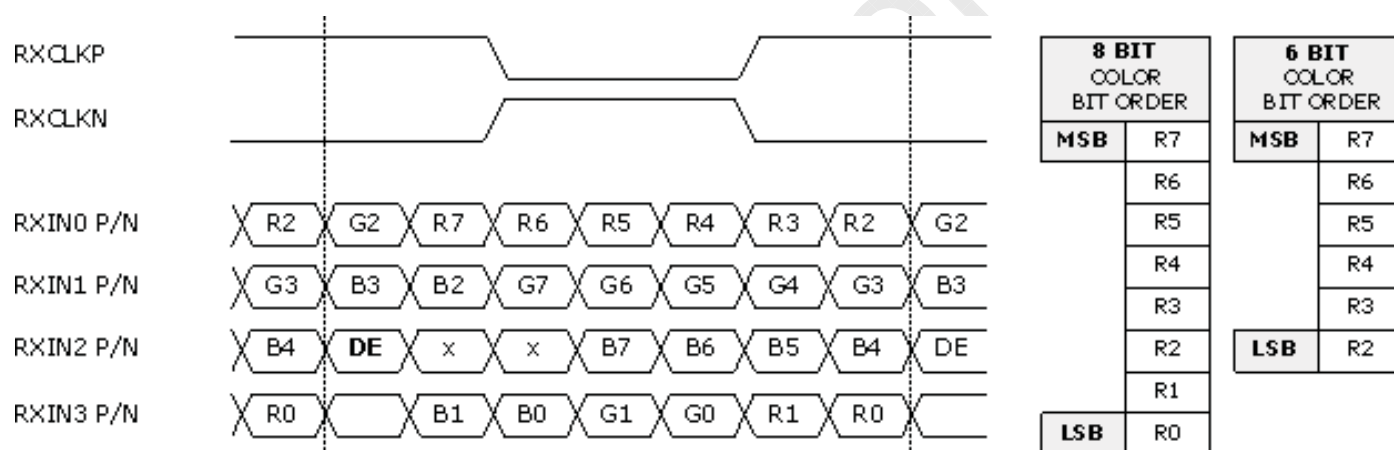 RXCLKP
RXCLKN
RXIN0 P/N R2 G2 R7 R6 R5 R4 R3 R2 G2
RXIN1 P/N G3 B3 B2 G7 G6 G5 G4 G3 B3
RXIN2 P/N B4 DE x x B7 B6 B5 B4 DE
RXIN3 P/N R0 B1 B0 G1 G0 R1 R0
8 BIT
COLOR
BIT ORDER
MSB R7
R6
R5
R4
R3
R2
R1
LSB R0
6 BIT
COLOR
BIT ORDER
MSB R7
R6
R5
R4
R3
LSB R2